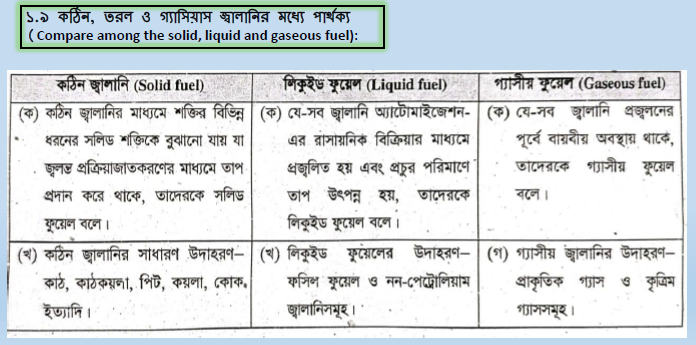 ১.৯ কঠিন, তরল ও গ্যাসিয়াস জ্বালানির মধ্যে পার্থক্য
( Compare among the solid, liquid and gaseous fuel):
কঠিন জ্বালানি (Solid fuel)
লিকুইড ফুয়েল (Liquid fuel)
গ্যাসীয় ফুয়েল (Gaseous fuel)
(ক) কঠিন জ্বালানির মাধ্যমে শক্তির বিভিন্ন
ধরনের সলিড শক্তিকে বুঝানো যায় যা
জ্বলন্ত প্রক্রিয়াজাতকরণের মাধ্যমে তাপ
প্রদান করে থাকে, তাদেরকে সলিড
ফুয়েল বলে।
(ক) যে-সব জ্বালানি অ্যাটোমাইজেশন-
এর রাসায়নিক বিক্রিয়ার মাধ্যমে
প্রজ্বলিত হয় এবং প্রচুর পরিমাণে
তাপ উৎপন্ন হয়, তাদেরকে
লিকুইড ফুয়েল বলে।
(ক) যে-সব জ্বালানি প্রজ্বলনের
পূর্বে বায়বীয় অবস্থায় থাকে,
তাদেরকে গ্যাসীয় ফুয়েল
বলে।
(খ) কঠিন জ্বালানির সাধারণ উদাহরণ–
কাঠ, কাঠকয়লা, পিট, কয়লা, কোক,
ইত্যাদি।
(খ) লিকুইড ফুয়েলের উদাহরণ–
ফসিল ফুয়েল ও নন-পেট্রোলিয়াম
জ্বালানিসমূহ।
(গ) গ্যাসীয় জ্বালানির উদাহরণ–
প্রাকৃতিক গ্যাস ও কৃত্রিম
গ্যাসসমূহ।